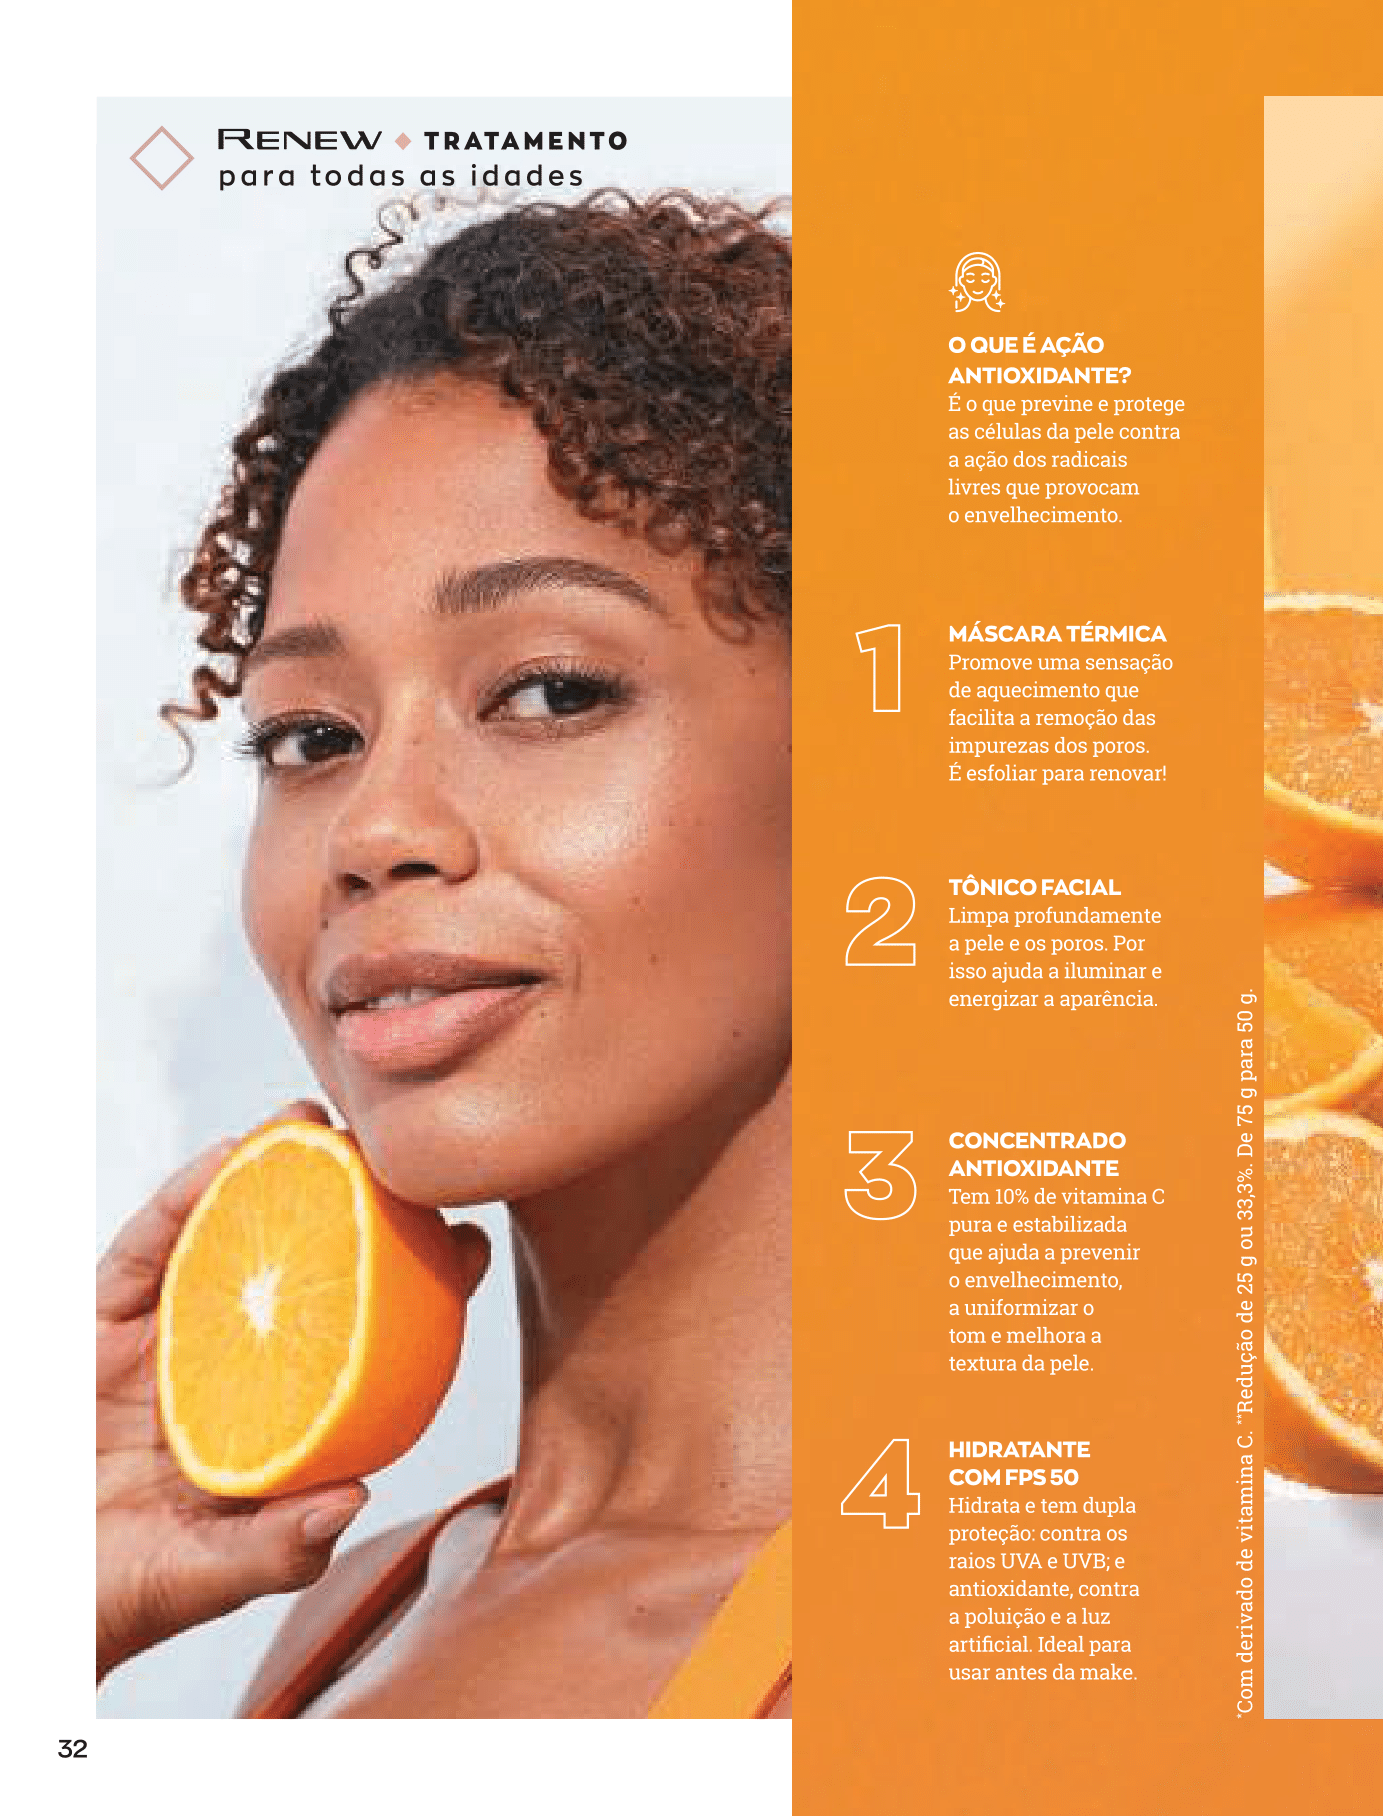 RENEW ◆ TRATAMENTO
para todas as idades
O QUE É AÇÃO
ANTIOXIDANTE?
É o que previne e protege
as células da pele contra
a ação dos radicais
livres que provocam
o envelhecimento.
1
MÁSCARA TÉRMICA
Promove uma sensação
de aquecimento que
facilita a remoção das
impurezas dos poros.
É esfoliar para renovar!
2
TÔNICO FACIAL
Limpa profundamente
a pele e os poros. Por
isso ajuda a iluminar e
energizar a aparência.
3
CONCENTRADO
ANTIOXIDANTE
Tem 10% de vitamina C
pura e estabilizada
que ajuda a prevenir
o envelhecimento,
a uniformizar o
tom e melhora a
textura da pele.
4
HIDRATANTE
COM FPS 50
Hidrata e tem dupla
proteção: contra os
raios UVA e UVB; e
antioxidante, contra
a poluição e a luz
artificial. Ideal para
usar antes da make.
*Com derivado de vitamina C. **Redução de 25 g ou 33,3%. De 75 g para 50 g.
32